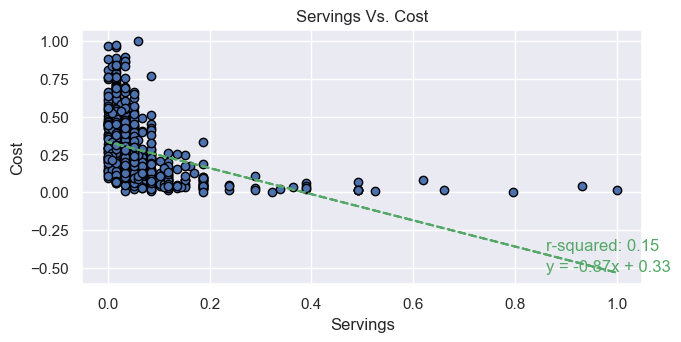 Servings Vs. Cost
Cost
1.00
0.75
0.50
0.25
0.00
−0.25
−0.50
r-squared: 0.15
y = -0.87x + 0.33
0.0 0.2 0.4 0.6 0.8 1.0
Servings